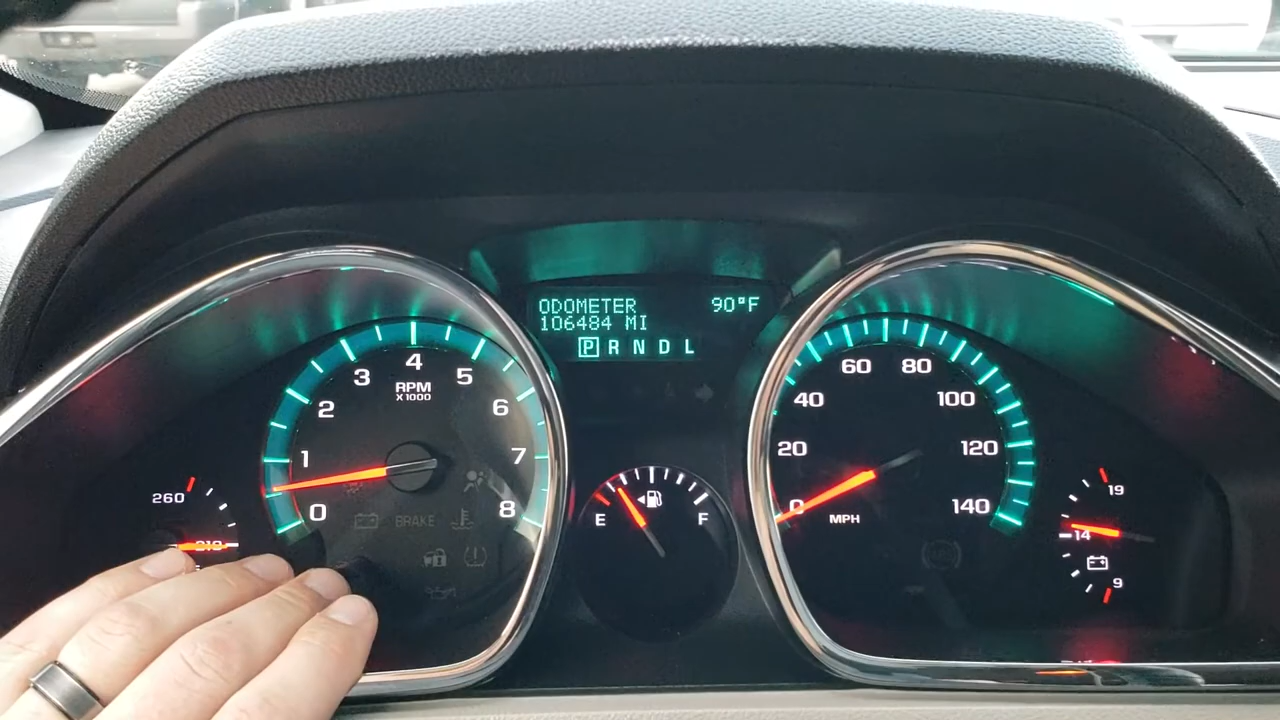 ODOMETER 90°F
106484 MI
P R N D L
0 1 2 3 4 5 6 7 8
RPM
X1000
BRAKE
260
210
E F
0 20 40 60 80 100 120 140
MPH
19
14
9